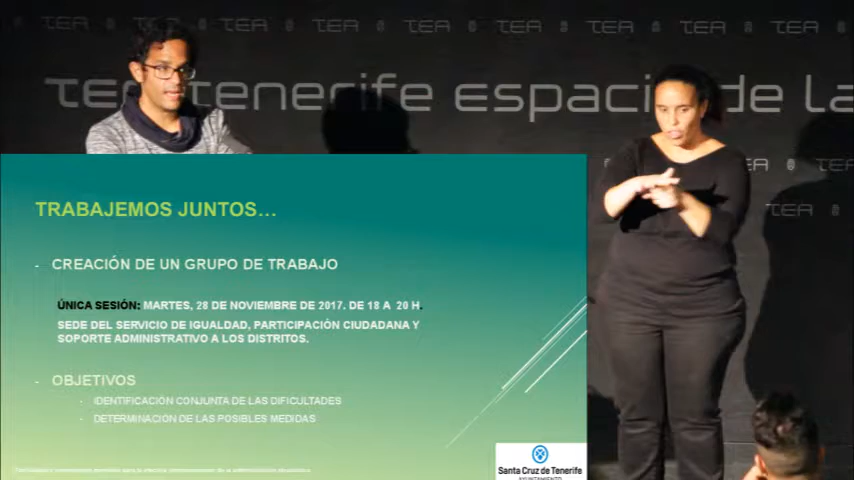 TEA TEA TEA TEA TEA TEA TEA
TEA tenerife espacio de la
EA TEA
TEA
TRABAJEMOS JUNTOS...
- CREACIÓN DE UN GRUPO DE TRABAJO
ÚNICA SESIÓN: MARTES, 28 DE NOVIEMBRE DE 2017. DE 18 A 20 H.
SEDE DEL SERVICIO DE IGUALDAD, PARTICIPACIÓN CIUDADANA Y
SOPORTE ADMINISTRATIVO A LOS DISTRITOS.
- OBJETIVOS
- IDENTIFICACIÓN CONJUNTA DE LAS DIFICULTADES
- DETERMINACIÓN DE LAS POSIBLES MEDIDAS
Santa Cruz de Tenerife
AYUNTAMIENTO